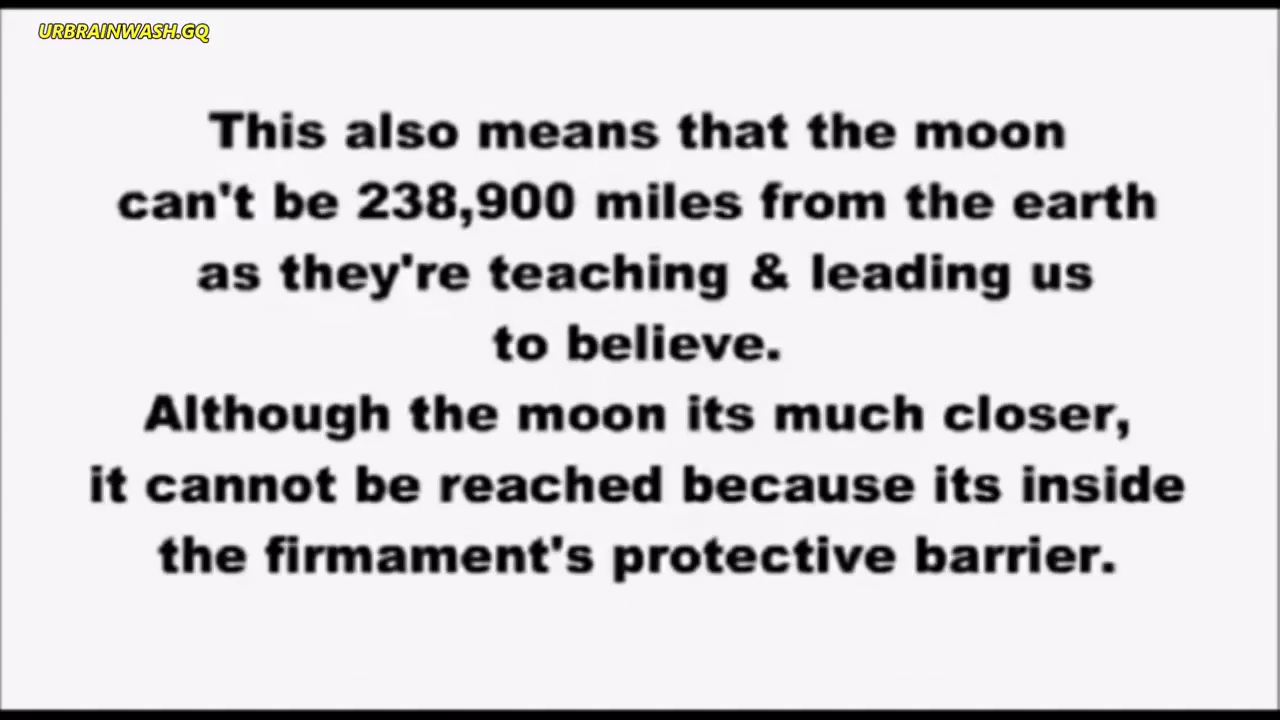 URBRAINWASH.GQ
This also means that the moon
can't be 238,900 miles from the earth
as they're teaching & leading us
to believe.
Although the moon its much closer,
it cannot be reached because its inside
the firmament's protective barrier.